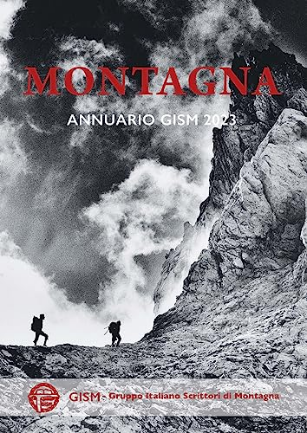 MONTAGNA
ANNUARIO GISM 2023
GISM - Gruppo Italiano Scrittori di Montagna